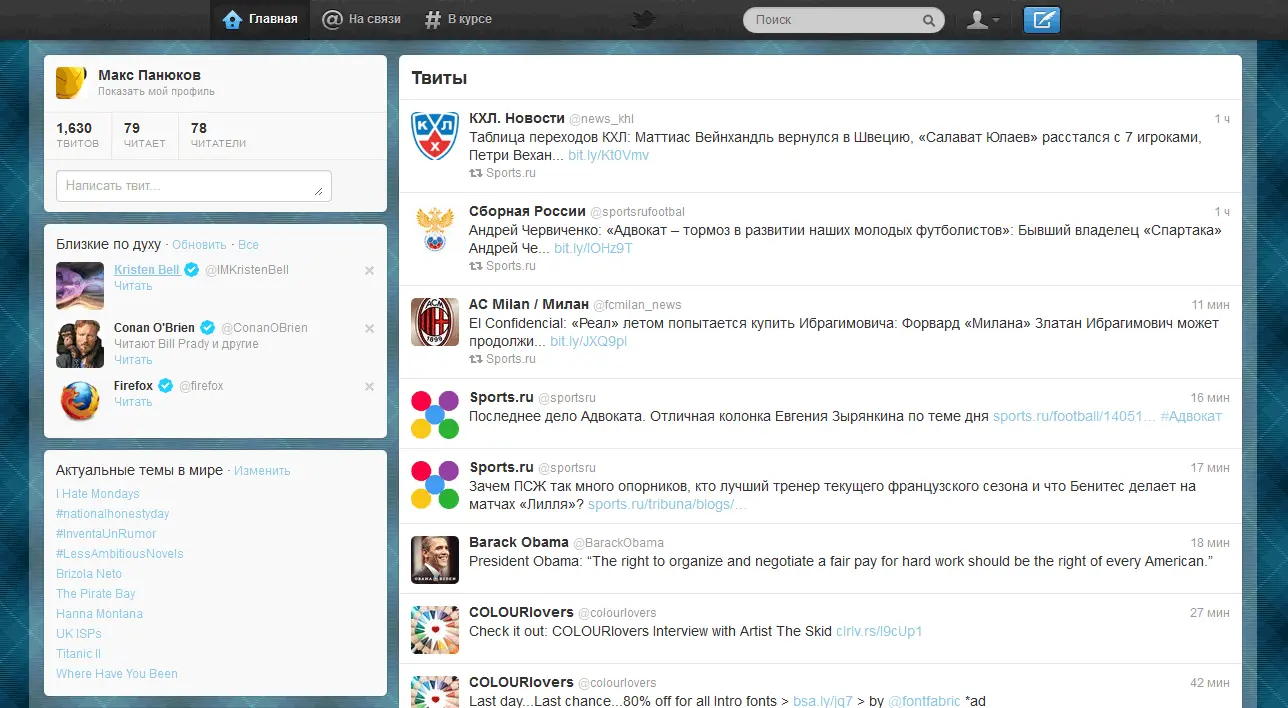 Главная
На связи
В курсе
Поиск
Макс Панюков
Показать мой профиль
1,630 79 78
ТВИТОВ ЧИТАЕТ ЧИТАТЕЛИ
Написать твит...
Близкие по духу · Обновить · Все
Kristen Bell @IMKristenBell
Читать
Conan O'Brien @ConanOBrien
Читают Bill Prady и другие
Читать
Firefox @firefox
Читать
Актуальные темы в мире · Изменить
I Hate Mondays
#nationalhonestyday
#InventaUnRumor
#LessAmbitiousNovels
Brizola Neto
The Pirate Bay
Hanna Montana
UK ISPs
Titanic II
Where Have You Been
Твиты
КХЛ
КХЛ. Новости @news_khl 1 ч
Таблица переходов КХЛ: Маттиас Вейнхандль вернулся в Швецию, «Салават Юлаев» расстался с 7 игроками,
Петри Вехан... bit.ly/Kt0Vmv
Sports.ru
Сборная России @sportsrufootbal 1 ч
Андрей Червиченко: «Адвокат – тормоз в развитии наших молодых футболистов»: Бывший владелец «Спартака»
Андрей Че... bit.ly/IOHz9T
Sports.ru
ACM
1899
AC Milan / Милан @fcmilan_news 11 мин
El Confidencial: «Реал» летом попытается купить Ибрагимовича: Форвард «Милана» Златан Ибрагимович может
продолжи... bit.ly/JXQ9pl
Sports.ru
Sports.ru @sportsru 16 мин
Последнее дело Адвоката. Отличная колонка Евгения Зырянкина по теме дня sports.ru/football/14051... #Адвокат
Sports.ru @sportsru 17 мин
Зачем ПСЖ так много опорников, кто лучший тренер текущего французского сезона и что Бенитес делает на
матчах «Лилля»? sports.ru/tribuna/blogs/...
OBAMA BIDEN
Barack Obama @BarackObama 18 мин
President Obama: “The right to organize and negotiate a fair pay for hard work should be the right of every American.”
COLOURlovers @colourlovers 27 мин
Check it out: COLOURlovers Interview with Artist The Skid clrlv.rs/I9cUp1
COLOURlovers @colourlovers 42 мин
Last day...Last chance...80% off for an Intro fonts > bsa.ly/jq7 > by @fontfabric *ad